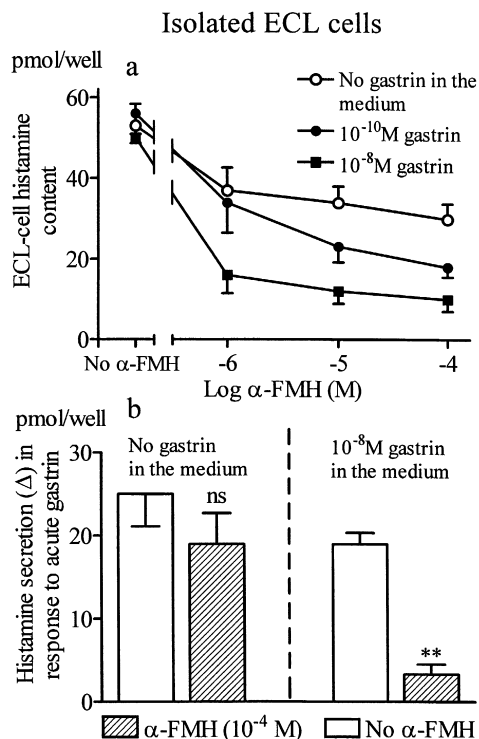 Isolated ECL cells
pmol/well
a
No gastrin in the
medium
10⁻¹⁰M gastrin
10⁻⁸M gastrin
60
40
20
0
ECL-cell histamine
content
No α-FMH
-6
-5
-4
Log α-FMH (M)
pmol/well
b
No gastrin
in the medium
10⁻⁸M gastrin
in the medium
30
20
10
0
Histamine secretion (Δ) in
response to acute gastrin
ns
**
α-FMH (10⁻⁴ M)
No α-FMH